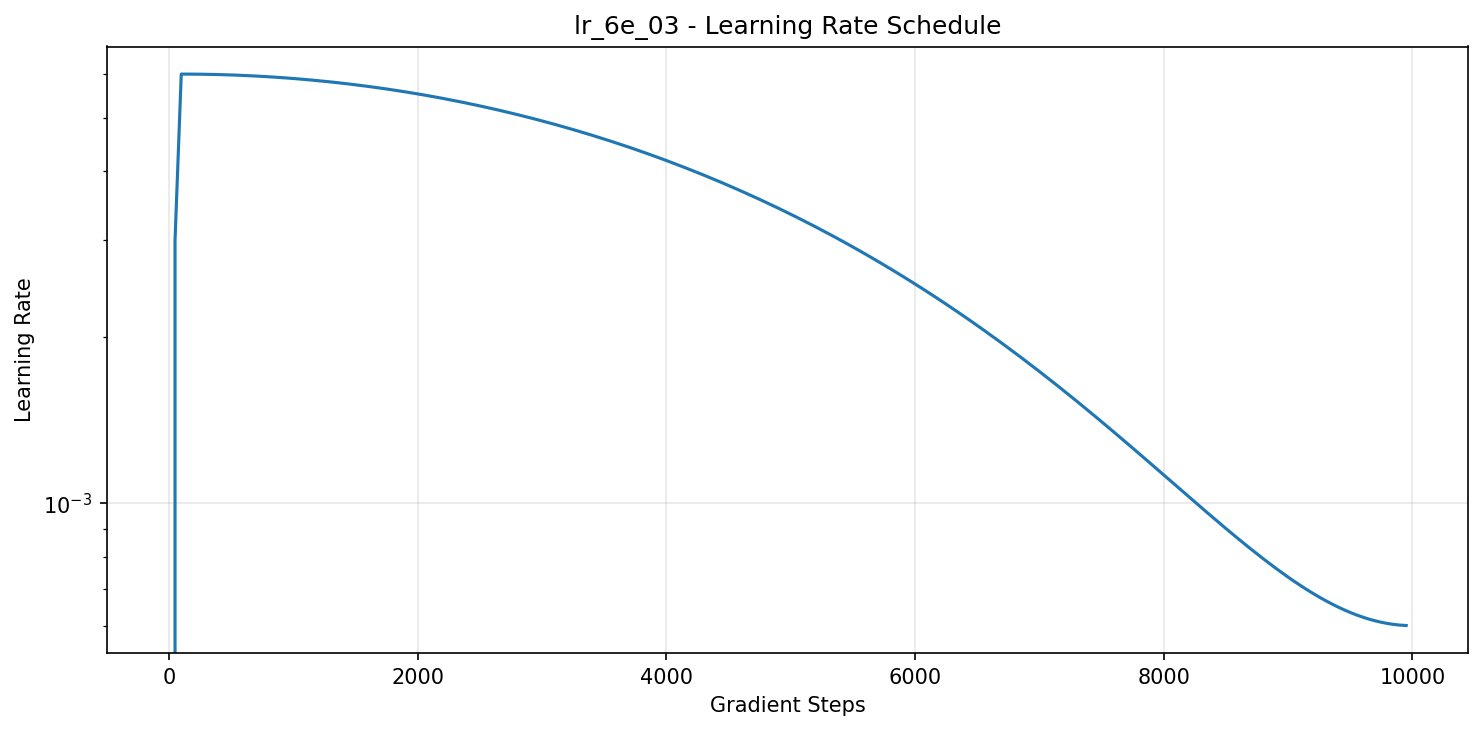 lr_6e_03 - Learning Rate Schedule
Learning Rate
10⁻³
0 2000 4000 6000 8000 10000
Gradient Steps